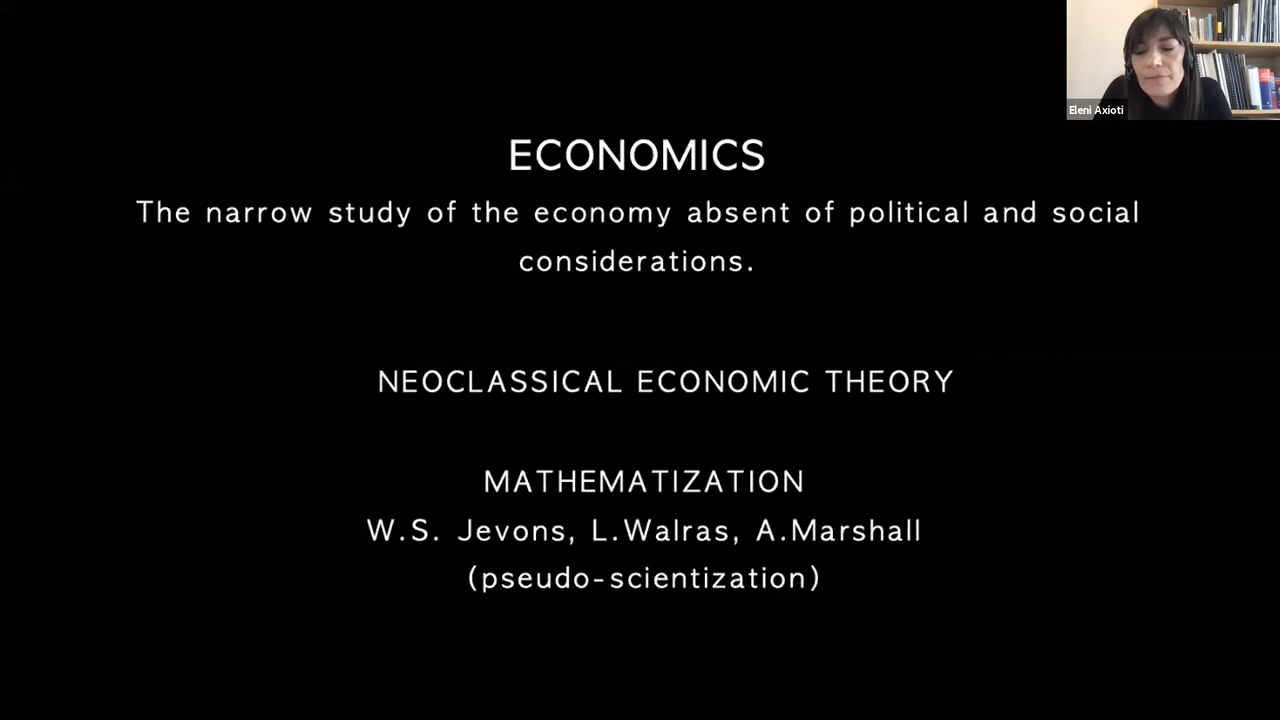 Eleni Axioti
ECONOMICS
The narrow study of the economy absent of political and social
considerations.
NEOCLASSICAL ECONOMIC THEORY
MATHEMATIZATION
W.S. Jevons, L.Walras, A.Marshall
(pseudo-scientization)